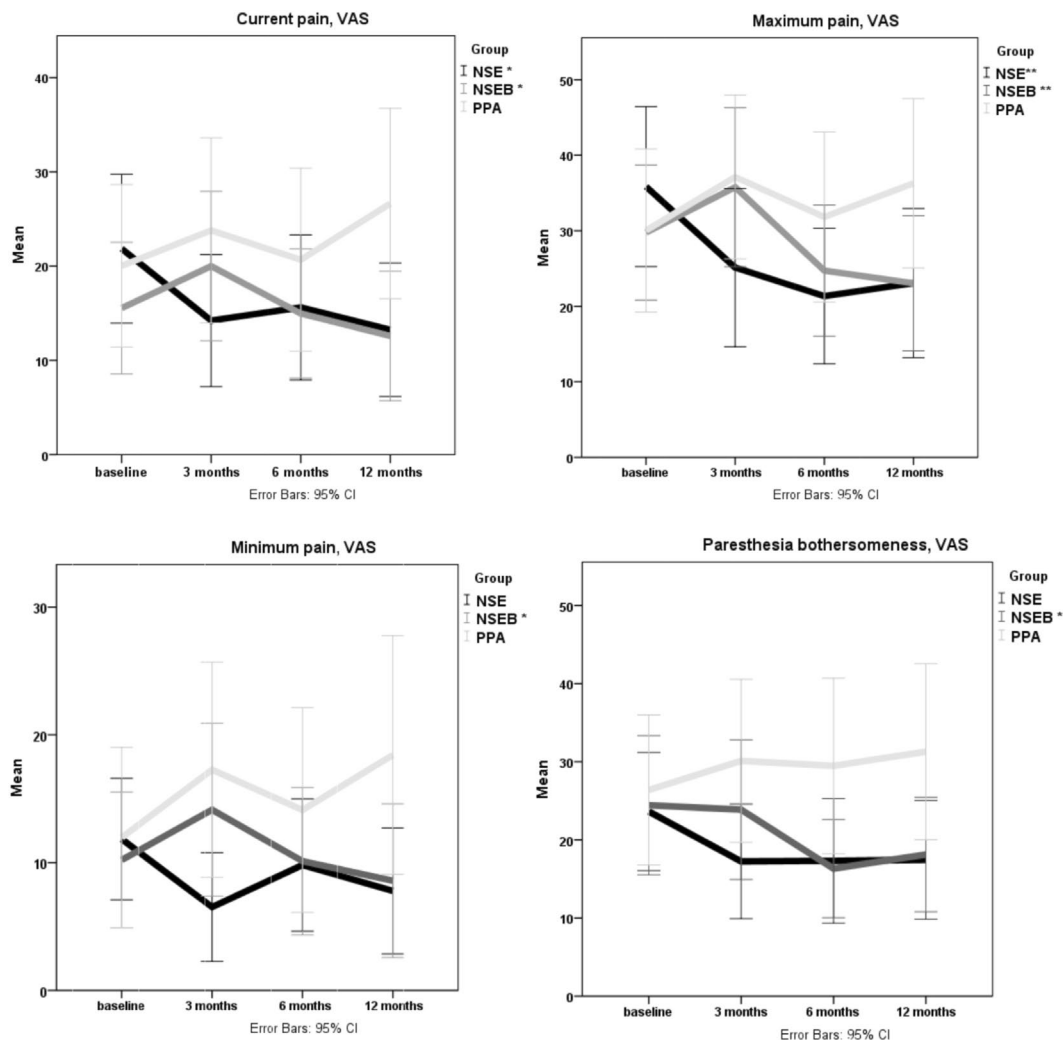 Current pain, VAS
Group
NSE *
NSEB *
PPA
Mean
40
30
20
10
0
baseline 3 months 6 months 12 months
Error Bars: 95% CI
Maximum pain, VAS
Group
NSE**
NSEB **
PPA
Mean
50
40
30
20
10
0
baseline 3 months 6 months 12 months
Error Bars: 95% CI
Minimum pain, VAS
Group
NSE
NSEB *
PPA
Mean
30
20
10
0
baseline 3 months 6 months 12 months
Error Bars: 95% CI
Paresthesia bothersomeness, VAS
Group
NSE
NSEB *
PPA
Mean
50
40
30
20
10
0
baseline 3 months 6 months 12 months
Error Bars: 95% CI